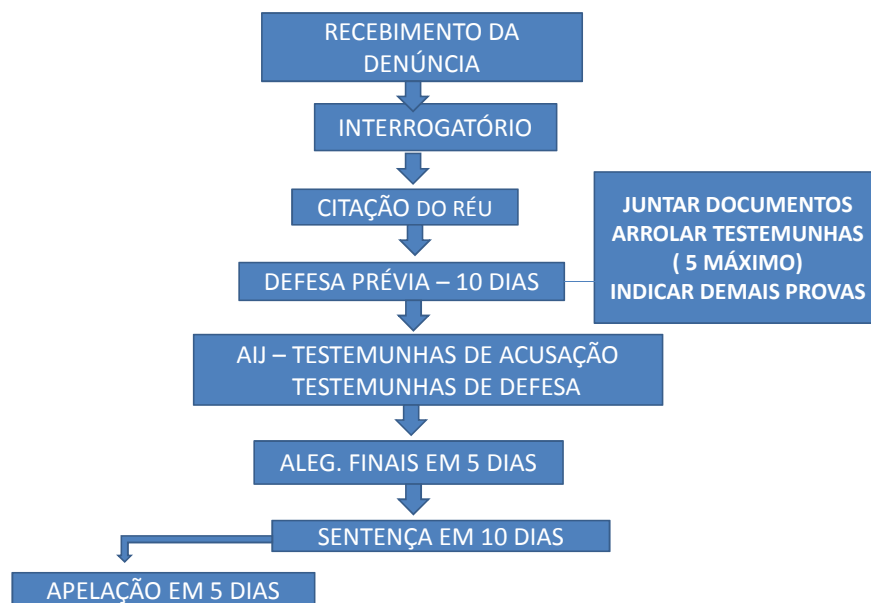 RECEBIMENTO DA
DENÚNCIA
INTERROGATÓRIO
CITAÇÃO DO RÉU
JUNTAR DOCUMENTOS
ARROLAR TESTEMUNHAS
( 5 MÁXIMO)
INDICAR DEMAIS PROVAS
DEFESA PRÉVIA – 10 DIAS
AIJ – TESTEMUNHAS DE ACUSAÇÃO
TESTEMUNHAS DE DEFESA
ALEG. FINAIS EM 5 DIAS
SENTENÇA EM 10 DIAS
APELAÇÃO EM 5 DIAS